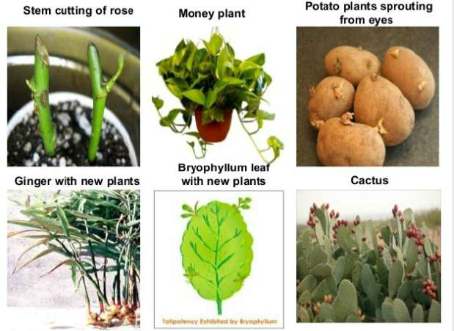 Stem cutting of rose
Money plant
Potato plants sprouting
from eyes
Ginger with new plants
Bryophyllum leaf
with new plants
Cactus
Totipotency Exhibited by Bryophyllum